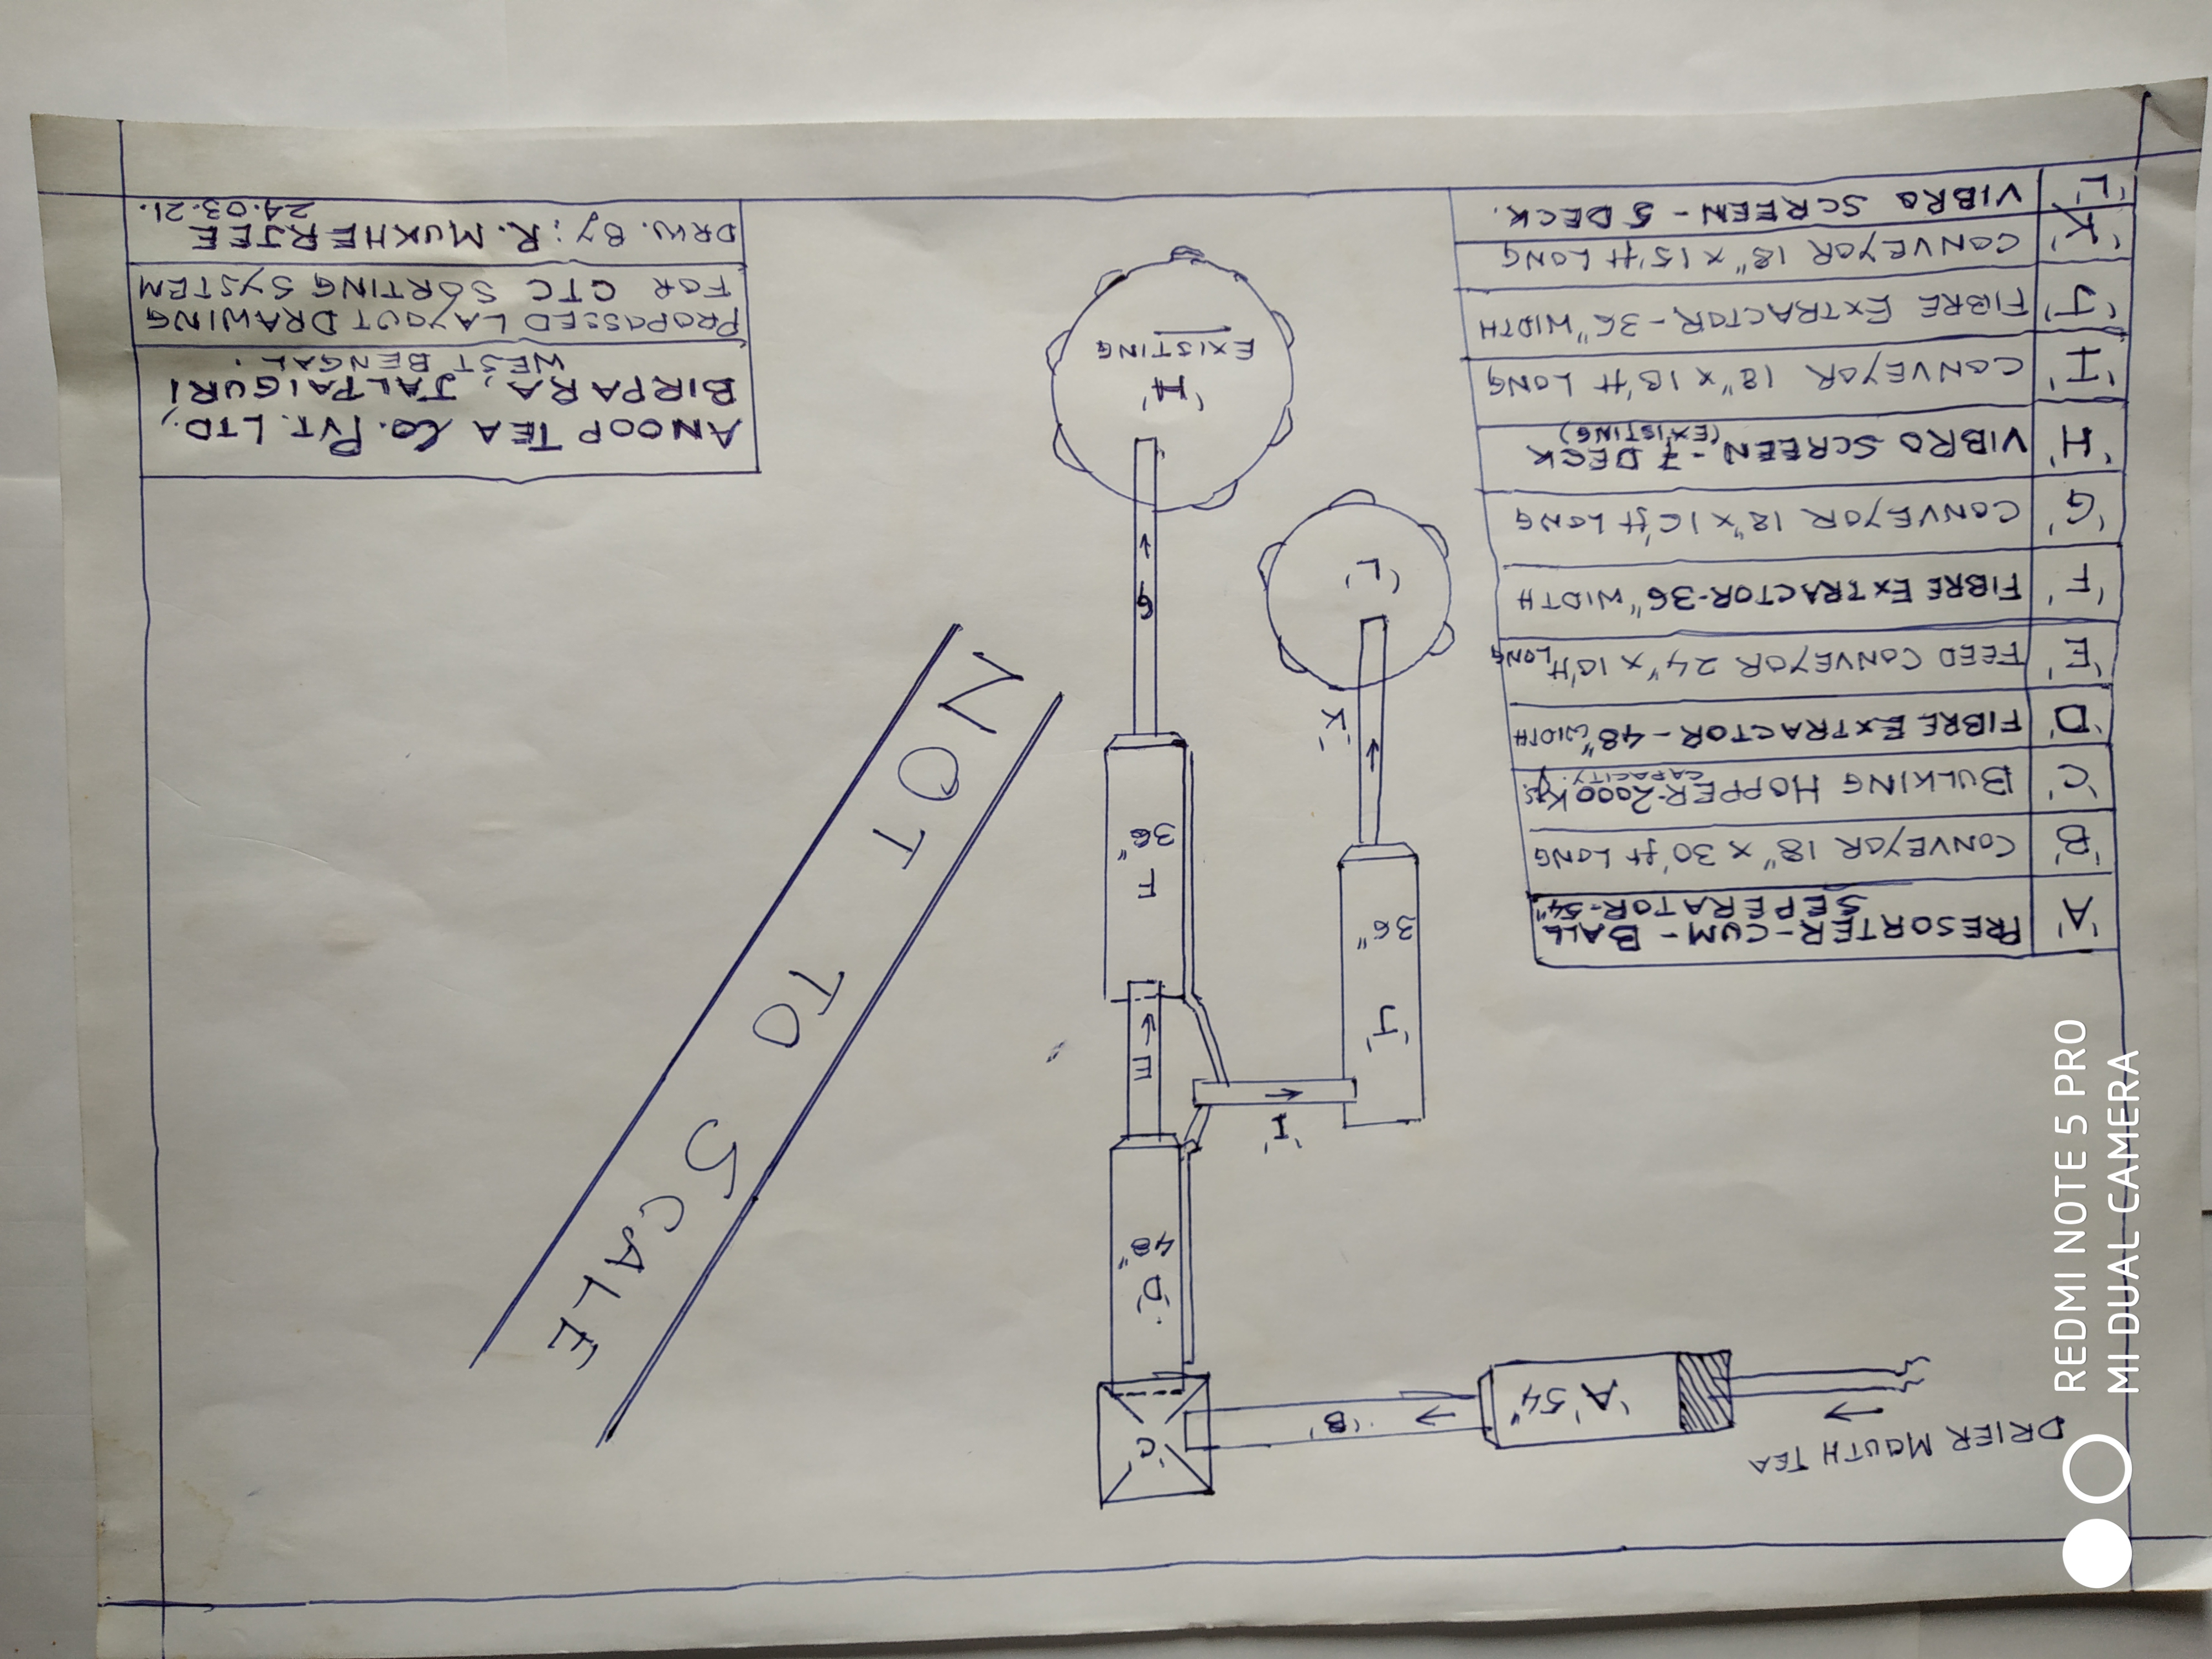 DRIER MOUTH TEA
'A' 54"
'B'
'C'
'D'
48"
E
F
36"
G
'H'
EXISTING
'I'
'J'
36"
'K'
'L'
NOT TO SCALE
'A' PRESORTER-CUM-BALL SEPERATOR-54"
'B' CONVEYOR 18" x 30'ft LONG
'C' BULKING HOPPER-2000 Kgs. CAPACITY.
'D' FIBRE EXTRACTOR-48" WIDTH
'E' FEED CONVEYOR 24" x 10'ft LONG
'F' FIBRE EXTRACTOR-36" WIDTH
'G' CONVEYOR 18" x 16'ft LONG
'H' VIBRO SCREEN-7 DECK (EXISTING)
'I' CONVEYOR 18" x 18'ft LONG
'J' FIBRE EXTRACTOR-36" WIDTH
'K' CONVEYOR 18" x 15'ft LONG
'L' VIBRO SCREEN-5 DECK.
ANOOP TEA Co. PVT. LTD.,
BIRPARA, JALPAIGURI
WEST BENGAL.
PROPASED LAYOUT DRAWING
FOR CTC SORTING SYSTEM
DRW. By: R. MUKHERJEE
24.03.21.
REDMI NOTE 5 PRO
MI DUAL CAMERA